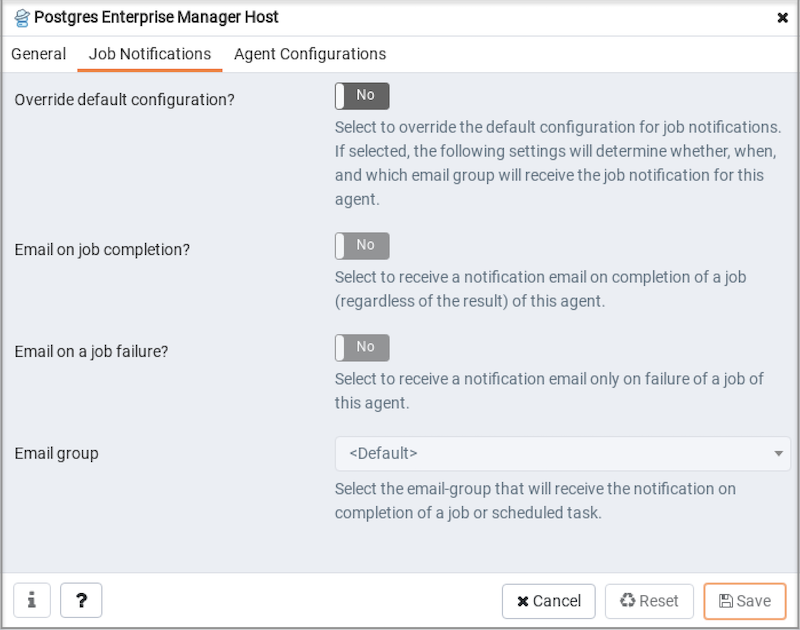 Postgres Enterprise Manager Host
General Job Notifications Agent Configurations
Override default configuration? No
Select to override the default configuration for job notifications.
If selected, the following settings will determine whether, when,
and which email group will receive the job notification for this
agent.
Email on job completion? No
Select to receive a notification email on completion of a job
(regardless of the result) of this agent.
Email on a job failure? No
Select to receive a notification email only on failure of a job of
this agent.
Email group <Default>
Select the email-group that will receive the notification on
completion of a job or scheduled task.
i ? Cancel Reset Save